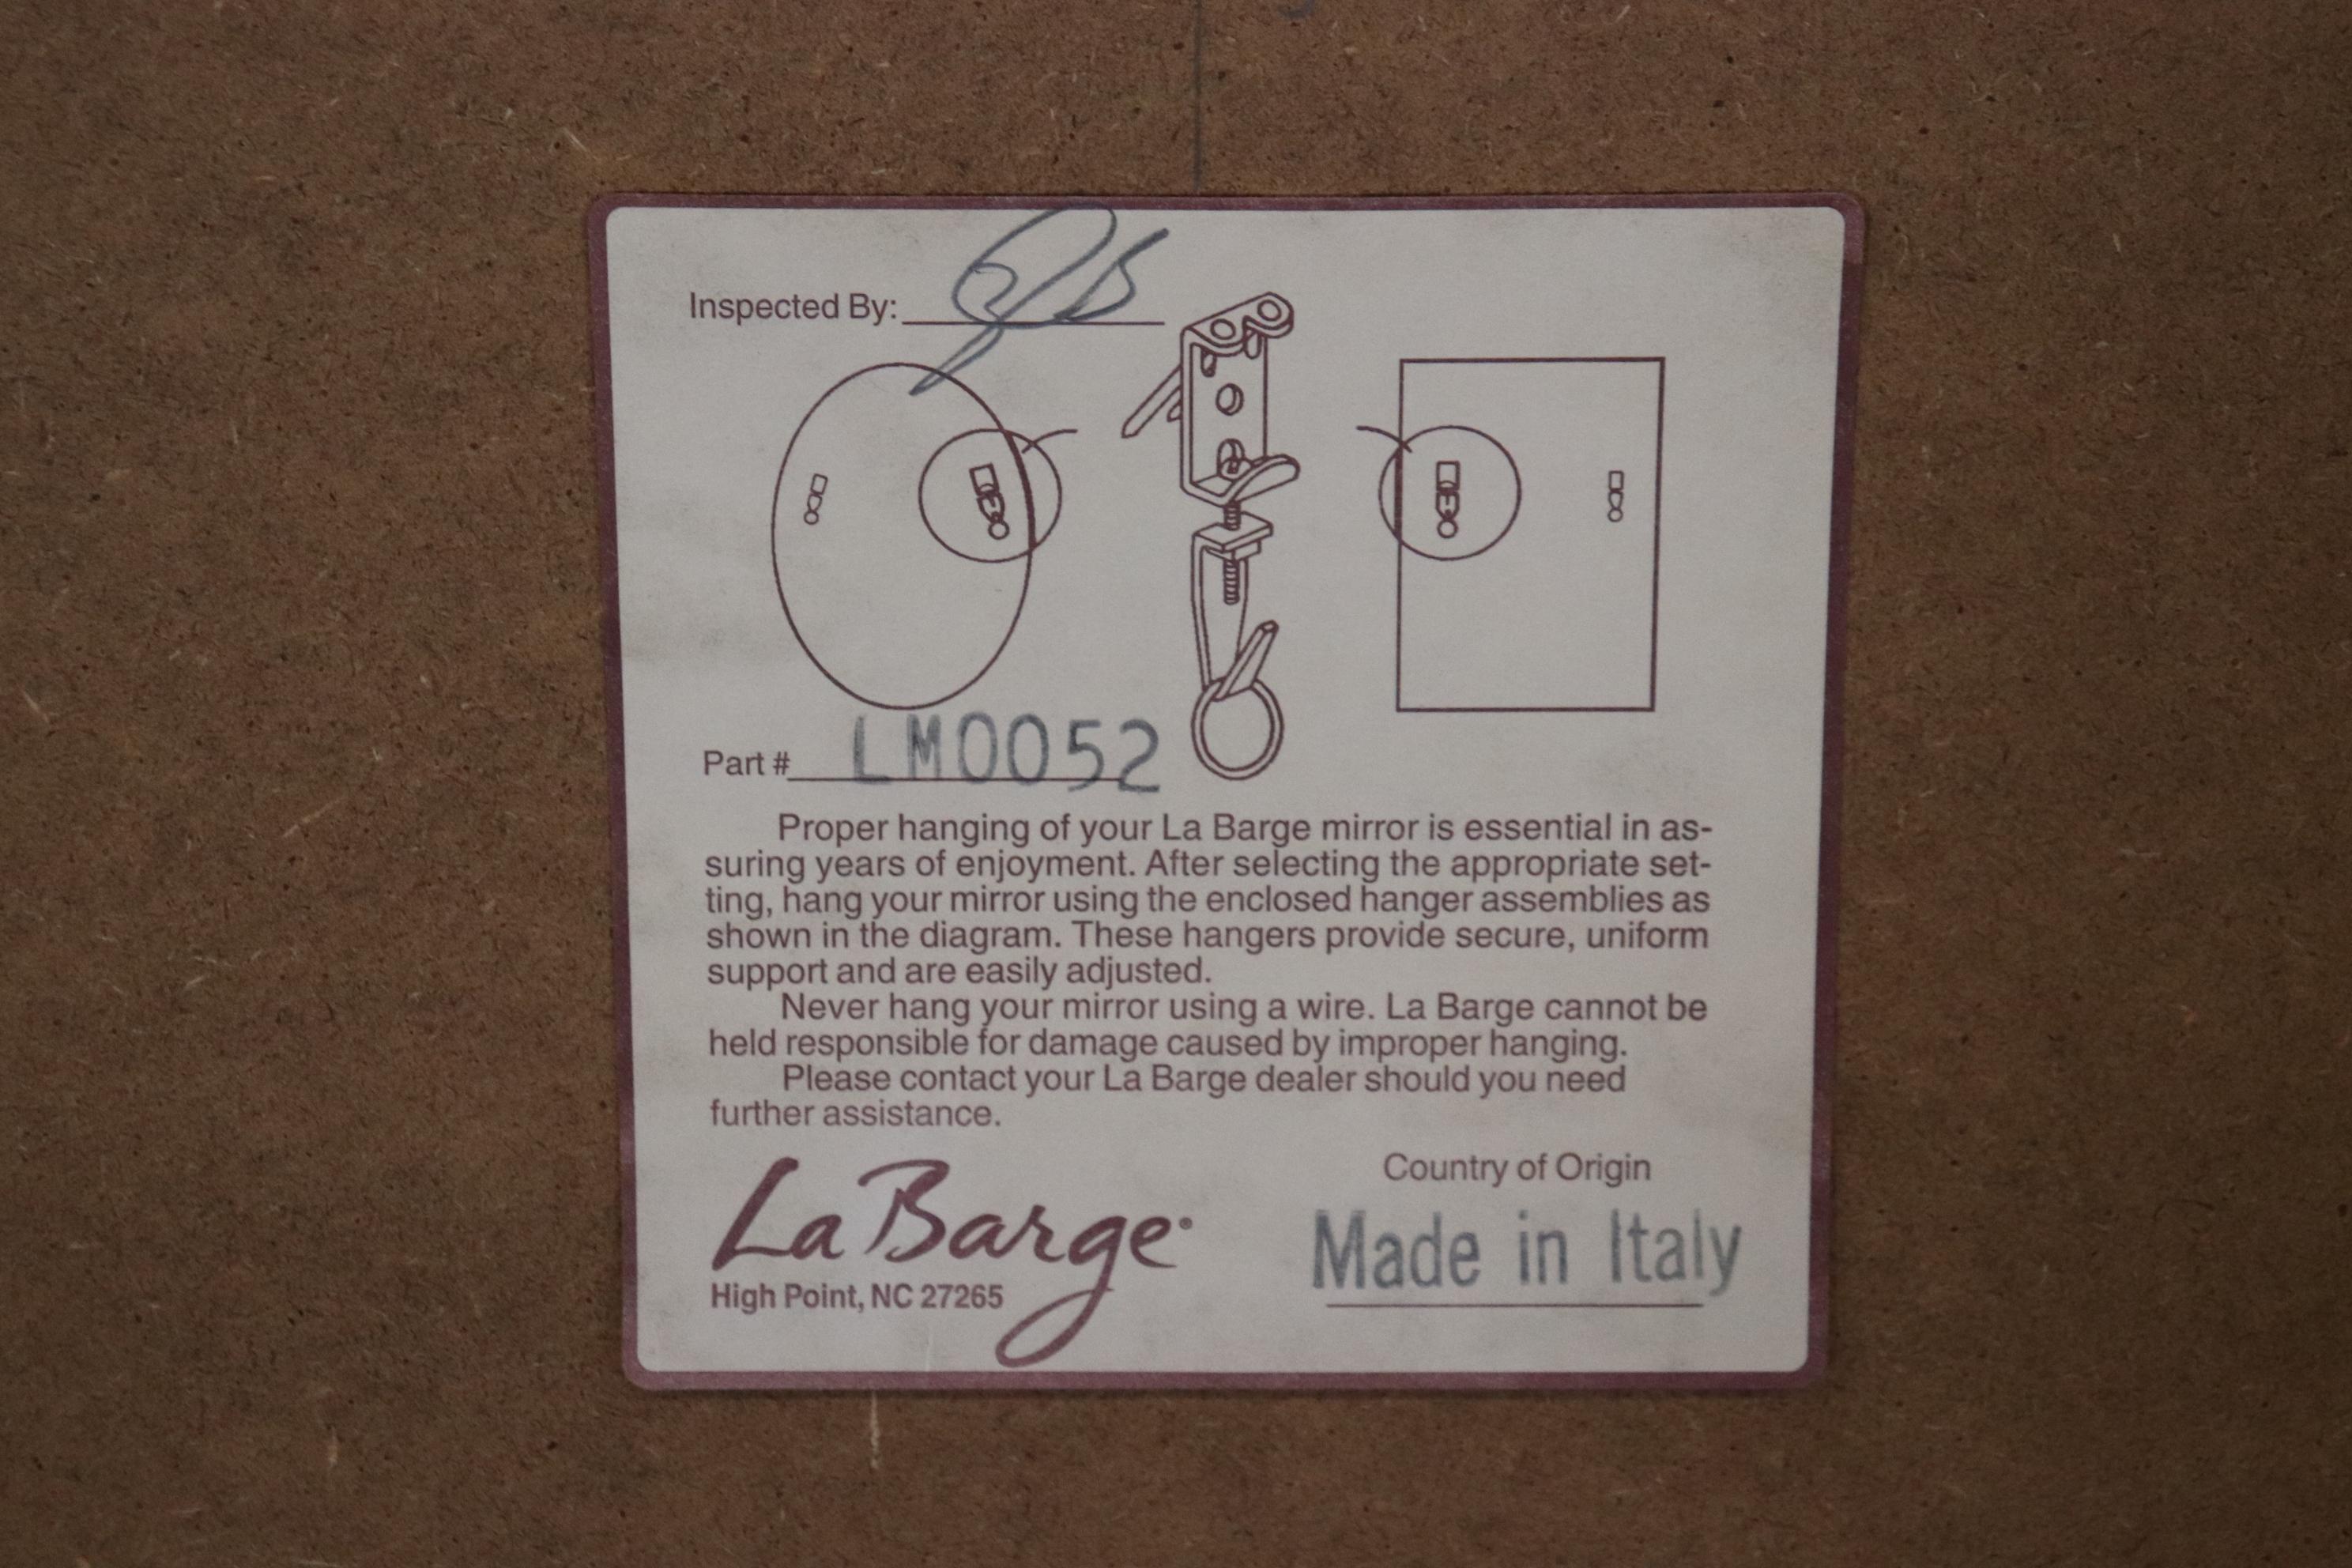 Inspected By:
Part # LM0052
Proper hanging of your La Barge mirror is essential in as-
suring years of enjoyment. After selecting the appropriate set-
ting, hang your mirror using the enclosed hanger assemblies as
shown in the diagram. These hangers provide secure, uniform
support and are easily adjusted.
Never hang your mirror using a wire. La Barge cannot be
held responsible for damage caused by improper hanging.
Please contact your La Barge dealer should you need
further assistance.
La Barge
High Point, NC 27265
Country of Origin
Made in Italy